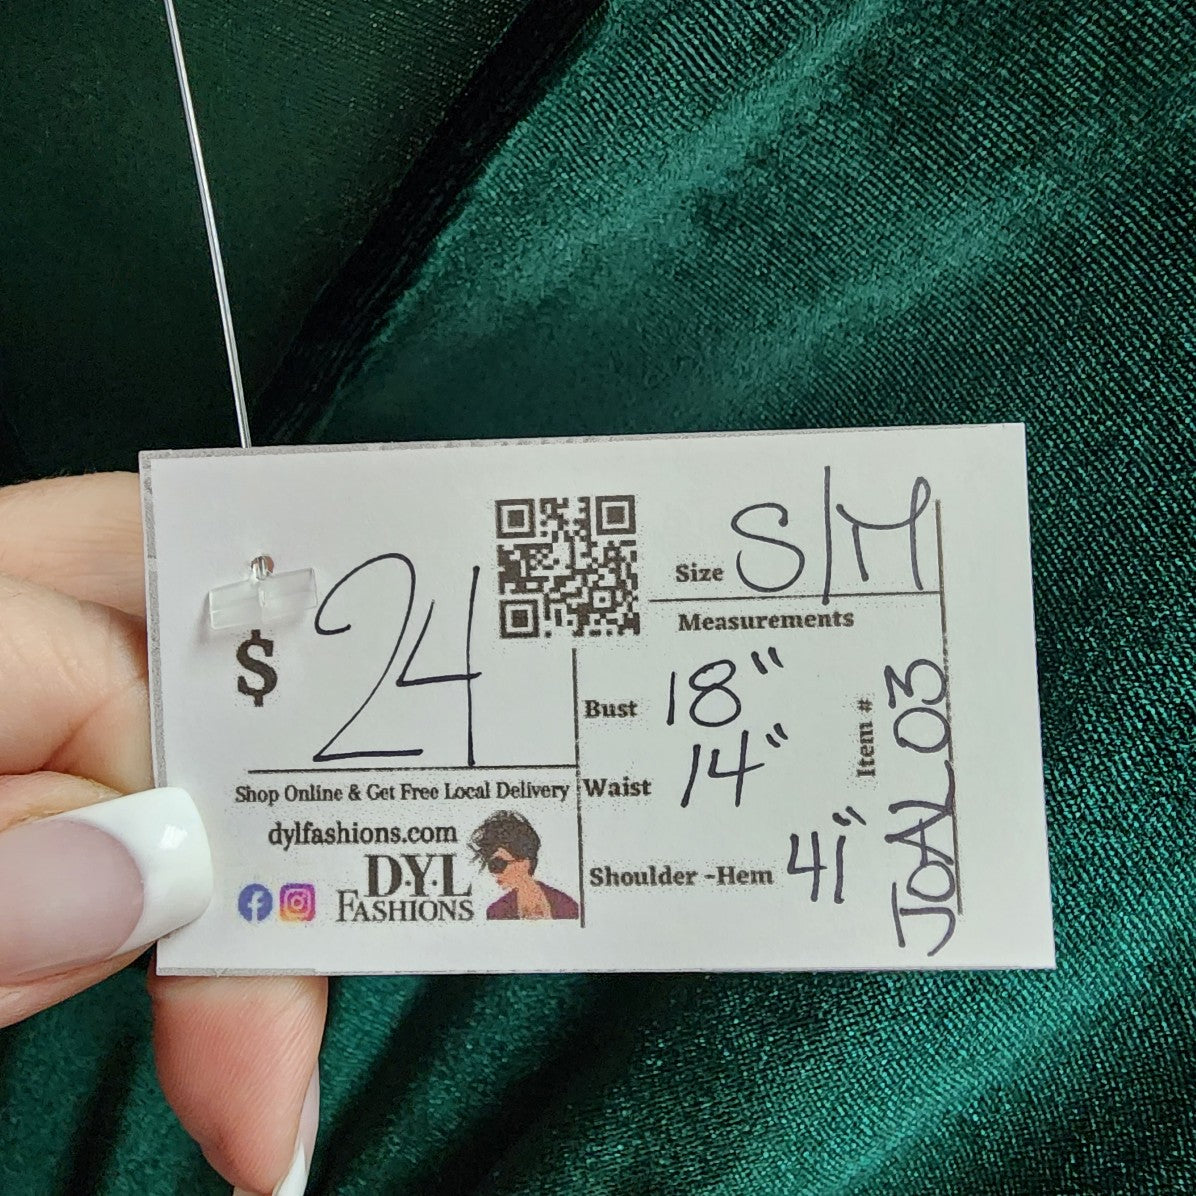 $ 24
Shop Online & Get Free Local Delivery
dylfashions.com
D.Y.L
FASHIONS
Size S/M
Measurements
Bust 18"
Waist 14"
Shoulder -Hem 41"
Item # JOAL03